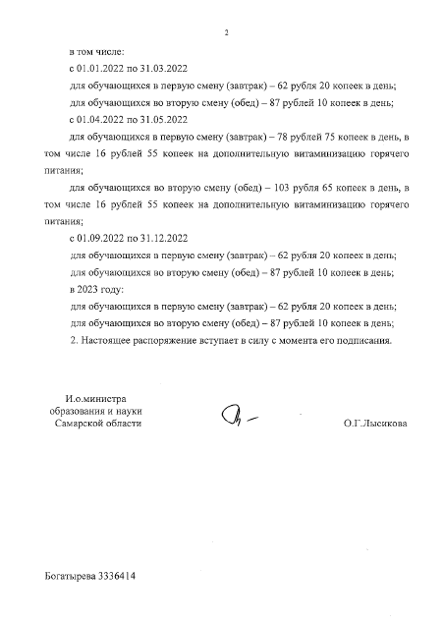 2
в том числе:
с 01.01.2022 по 31.03.2022
для обучающихся в первую смену (завтрак) – 62 рубля 20 копеек в день;
для обучающихся во вторую смену (обед) – 87 рублей 10 копеек в день;
с 01.04.2022 по 31.05.2022
для обучающихся в первую смену (завтрак) – 78 рублей 75 копеек в день, в
том числе 16 рублей 55 копеек на дополнительную витаминизацию горячего
питания;
для обучающихся во вторую смену (обед) – 103 рубля 65 копеек в день, в
том числе 16 рублей 55 копеек на дополнительную витаминизацию горячего
питания;
с 01.09.2022 по 31.12.2022
для обучающихся в первую смену (завтрак) – 62 рубля 20 копеек в день;
для обучающихся во вторую смену (обед) – 87 рублей 10 копеек в день;
в 2023 году:
для обучающихся в первую смену (завтрак) – 62 рубля 20 копеек в день;
для обучающихся во вторую смену (обед) – 87 рублей 10 копеек в день;
2. Настоящее распоряжение вступает в силу с момента его подписания.
И.о.министра
образования и науки
Самарской области
О.Г.Лысикова
Богатырева 3336414